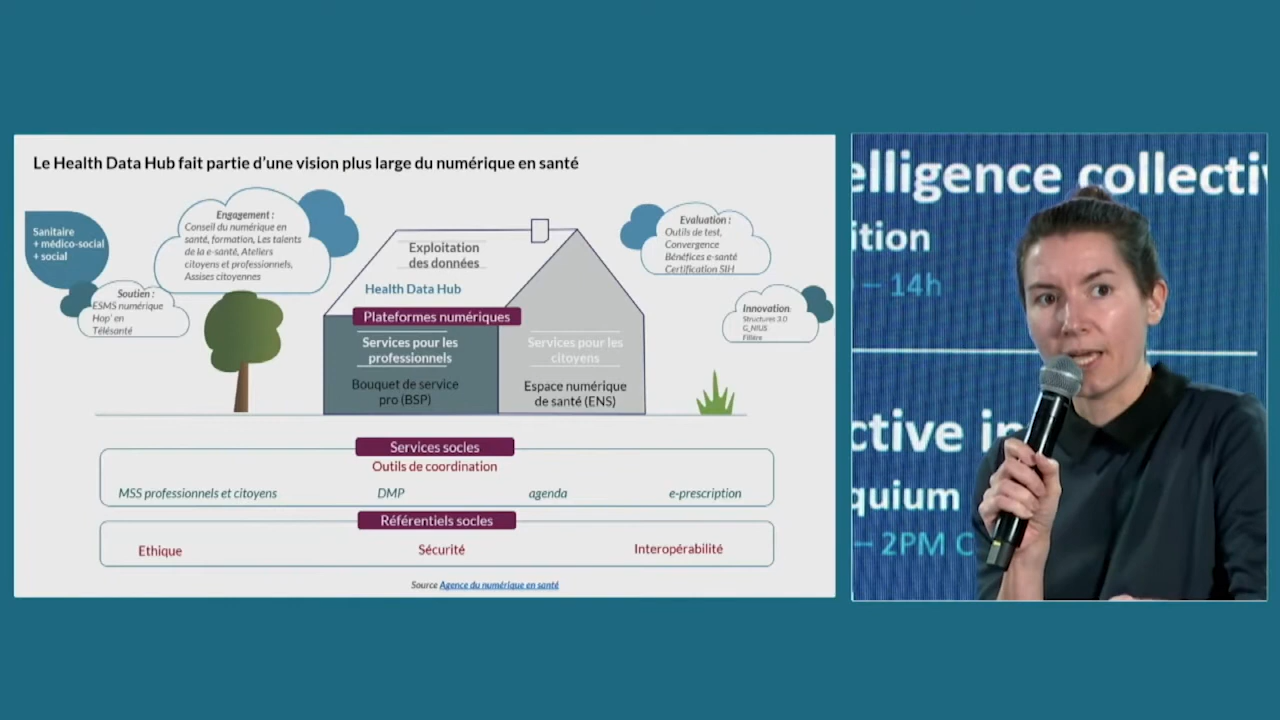 Le Health Data Hub fait partie d'une vision plus large du numérique en santé
Sanitaire
+ médico-social
+ social
Engagement :
Conseil du numérique en
santé, formation, Les talents
de la e-santé, Ateliers
citoyens et professionnels,
Assises citoyennes
Soutien :
ESMS numérique
Hop' en
Télésanté
Exploitation
des données
Health Data Hub
Plateformes numériques
Services pour les
professionnels
Bouquet de service
pro (BSP)
Services pour les
citoyens
Espace numérique
de santé (ENS)
Evaluation :
Outils de test,
Convergence
Bénéfices e-santé
Certification SIH
Innovation
Structures 3.0
G_NIUS
Filière
Services socles
Outils de coordination
MSS professionnels et citoyens
DMP
agenda
e-prescription
Référentiels socles
Ethique
Sécurité
Interopérabilité
Source Agence du numérique en santé
elligence collecti
ition
– 14h
ctive in
quium
– 2PM C